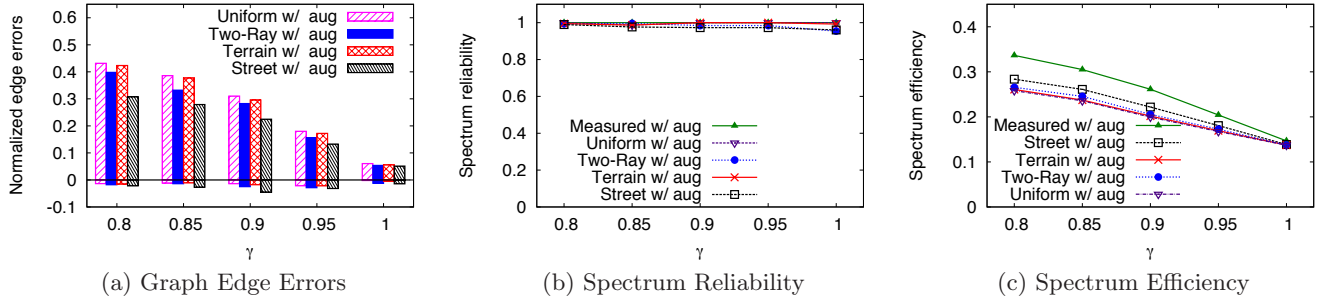 Normalized edge errors
0.6
0.5
0.4
0.3
0.2
0.1
0
-0.1
Uniform w/ aug
Two-Ray w/ aug
Terrain w/ aug
Street w/ aug
0.8 0.85 0.9 0.95 1
γ
(a) Graph Edge Errors
Spectrum reliability
1
0.8
0.6
0.4
0.2
0
Measured w/ aug
Uniform w/ aug
Two-Ray w/ aug
Terrain w/ aug
Street w/ aug
0.8 0.85 0.9 0.95 1
γ
(b) Spectrum Reliability
Spectrum efficiency
0.4
0.3
0.2
0.1
0
Measured w/ aug
Street w/ aug
Terrain w/ aug
Two-Ray w/ aug
Uniform w/ aug
0.8 0.85 0.9 0.95 1
γ
(c) Spectrum Efficiency